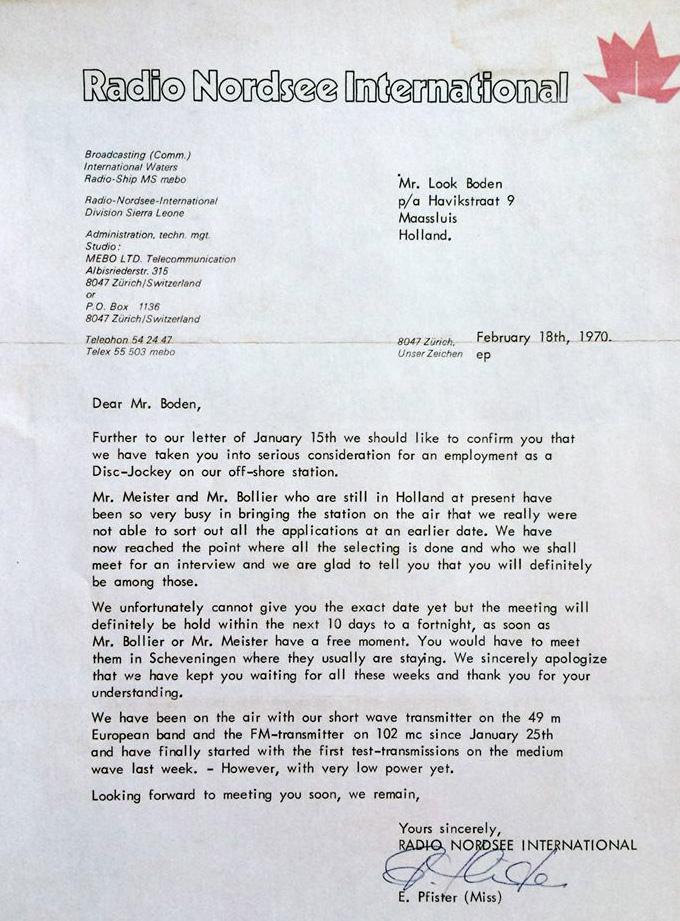 Radio Nordsee International
Broadcasting (Comm.)
International Waters
Radio-Ship MS mebo
Radio-Nordsee-International
Division Sierra Leone
Administration, techn. mgt.
Studio:
MEBO LTD. Telecommunication
Albisriederstr. 315
8047 Zürich/Switzerland
or
P.O. Box 1136
8047 Zürich/Switzerland
Telephon 54 24 47
Telex 55 503 mebo
Mr. Look Boden
p/a Havikstraat 9
Maassluis
Holland.
8047 Zürich, February 18th, 1970.
Unser Zeichen ep
Dear Mr. Boden,
Further to our letter of January 15th we should like to confirm you that
we have taken you into serious consideration for an employment as a
Disc-Jockey on our off-shore station.
Mr. Meister and Mr. Bollier who are still in Holland at present have
been so very busy in bringing the station on the air that we really were
not able to sort out all the applications at an earlier date. We have
now reached the point where all the selecting is done and who we shall
meet for an interview and we are glad to tell you that you will definitely
be among those.
We unfortunately cannot give you the exact date yet but the meeting will
definitely be hold within the next 10 days to a fortnight, as soon as
Mr. Bollier or Mr. Meister have a free moment. You would have to meet
them in Scheveningen where they usually are staying. We sincerely apologize
that we have kept you waiting for all these weeks and thank you for your
understanding.
We have been on the air with our short wave transmitter on the 49 m
European band and the FM-transmitter on 102 mc since January 25th
and have finally started with the first test-transmissions on the medium
wave last week. - However, with very low power yet.
Looking forward to meeting you soon, we remain,
Yours sincerely,
RADIO NORDSEE INTERNATIONAL
E. Pfister (Miss)